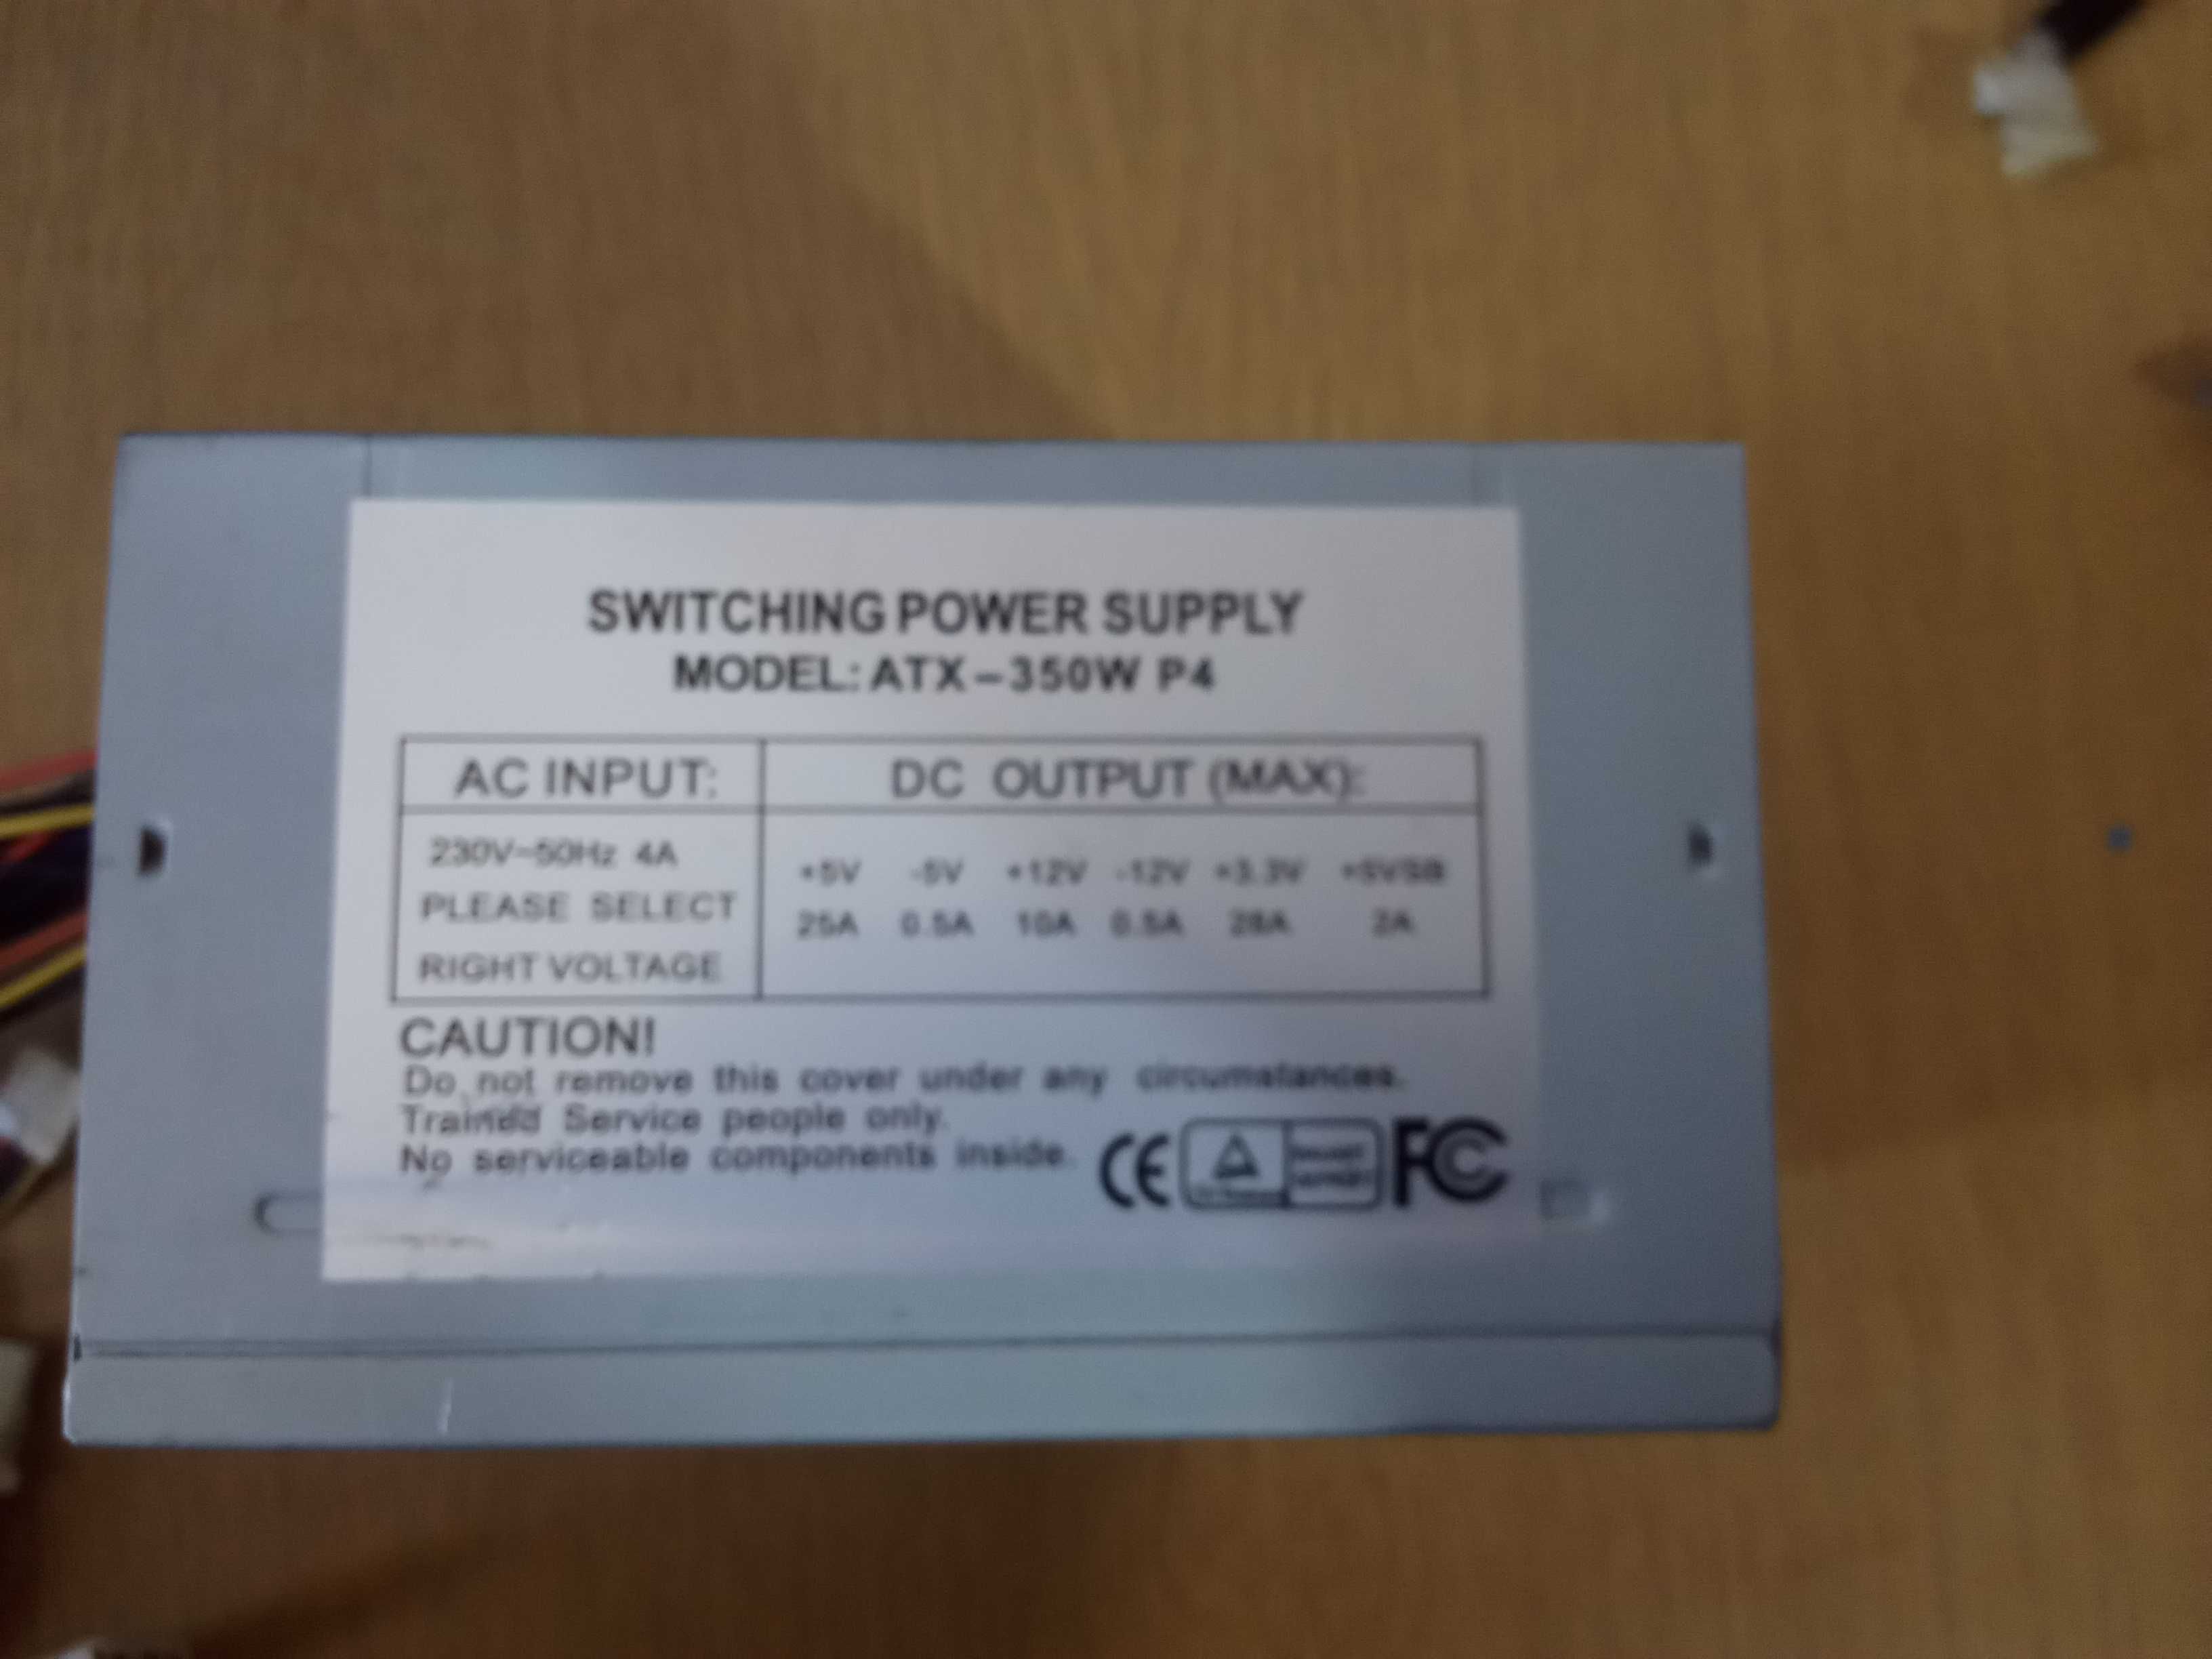 SWITCHING POWER SUPPLY
MODEL: ATX-350W P4
AC INPUT: DC OUTPUT (MAX):
230V~50Hz 4A
PLEASE SELECT
RIGHT VOLTAGE
+5V -5V +12V -12V +3.3V +5VSB
25A 0.5A 10A 0.5A 28A 2A
CAUTION!
Do not remove this cover under any circumstances.
Trained Service people only.
No serviceable components inside.
CE FC